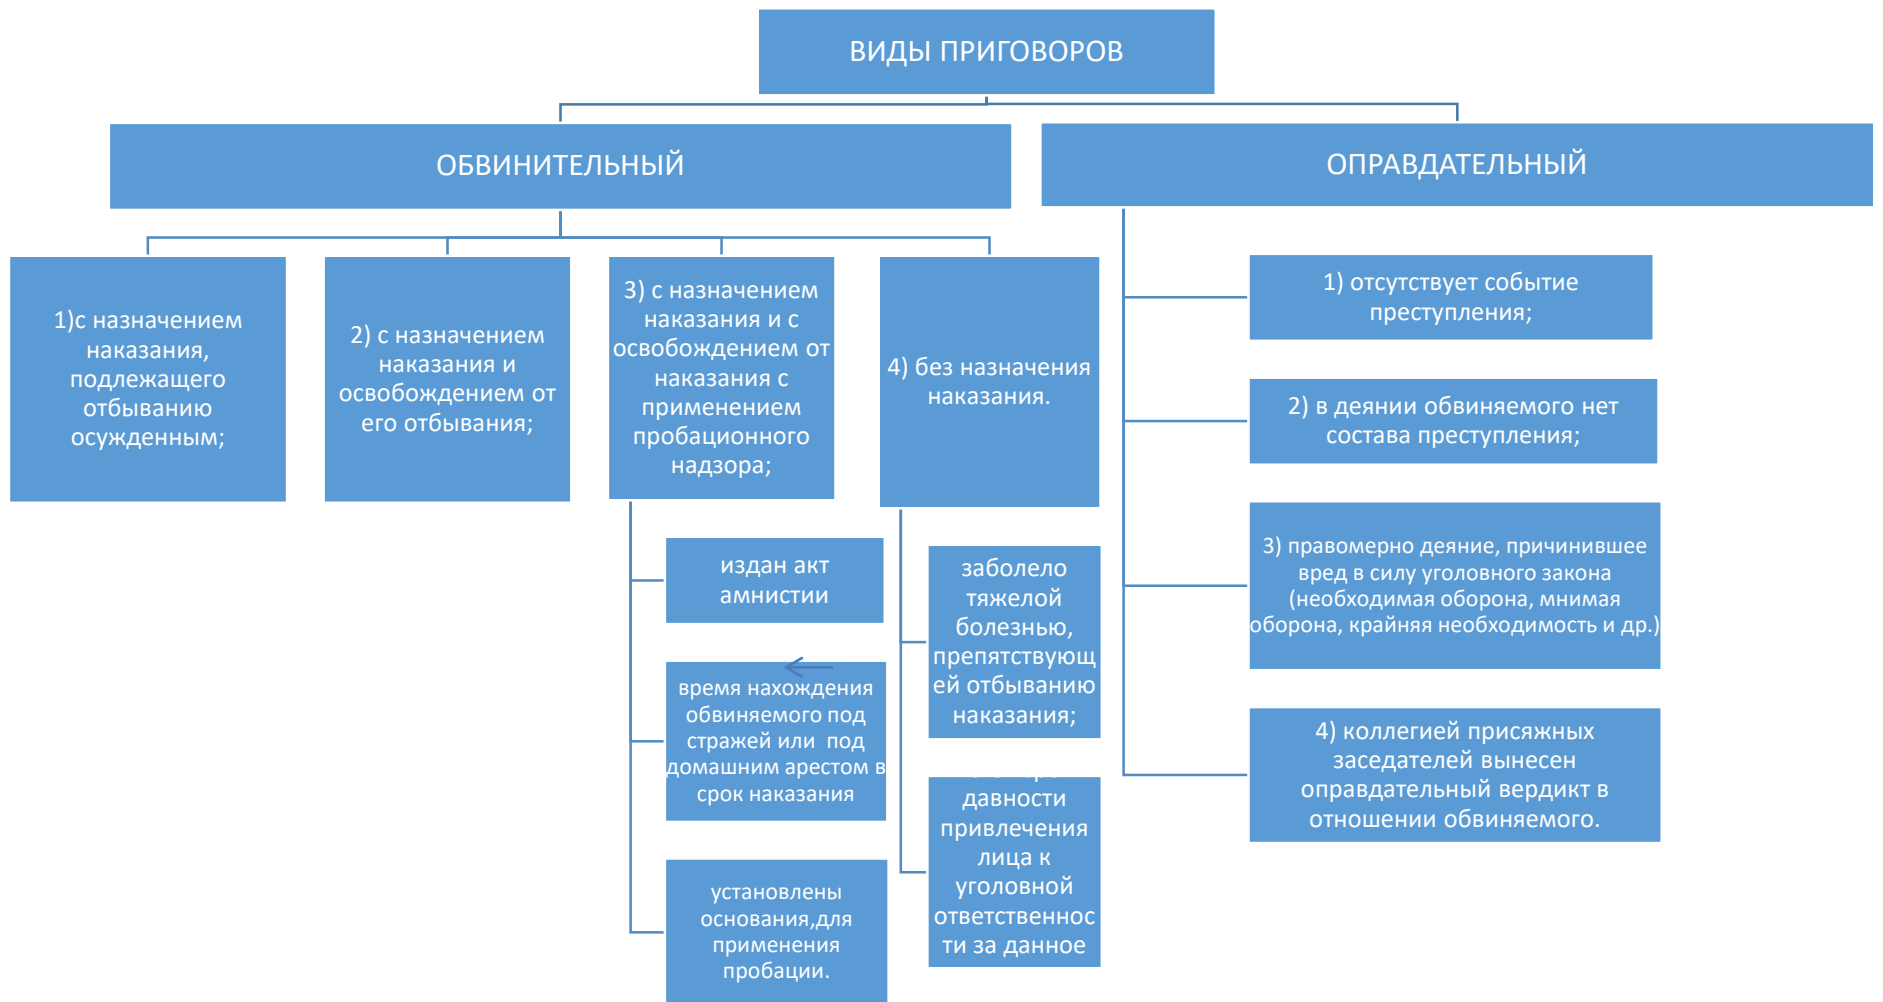 ВИДЫ ПРИГОВОРОВ
ОБВИНИТЕЛЬНЫЙ
1)с назначением
наказания,
подлежащего
отбыванию
осужденным;
2) с назначением
наказания и
освобождением от
его отбывания;
3) с назначением
наказания и с
освобождением от
наказания с
применением
пробационного
надзора;
издан акт
амнистии
время нахождения
обвиняемого под
стражей или под
домашним арестом в
срок наказания
установлены
основания,для
применения
пробации.
4) без назначения
наказания.
заболело
тяжелой
болезнью,
препятствующ
ей отбыванию
наказания;
давности
привлечения
лица к
уголовной
ответственнос
ти за данное
ОПРАВДАТЕЛЬНЫЙ
1) отсутствует событие
преступления;
2) в деянии обвиняемого нет
состава преступления;
3) правомерно деяние, причинившее
вред в силу уголовного закона
(необходимая оборона, мнимая
оборона, крайняя необходимость и др.)
4) коллегией присяжных
заседателей вынесен
оправдательный вердикт в
отношении обвиняемого.